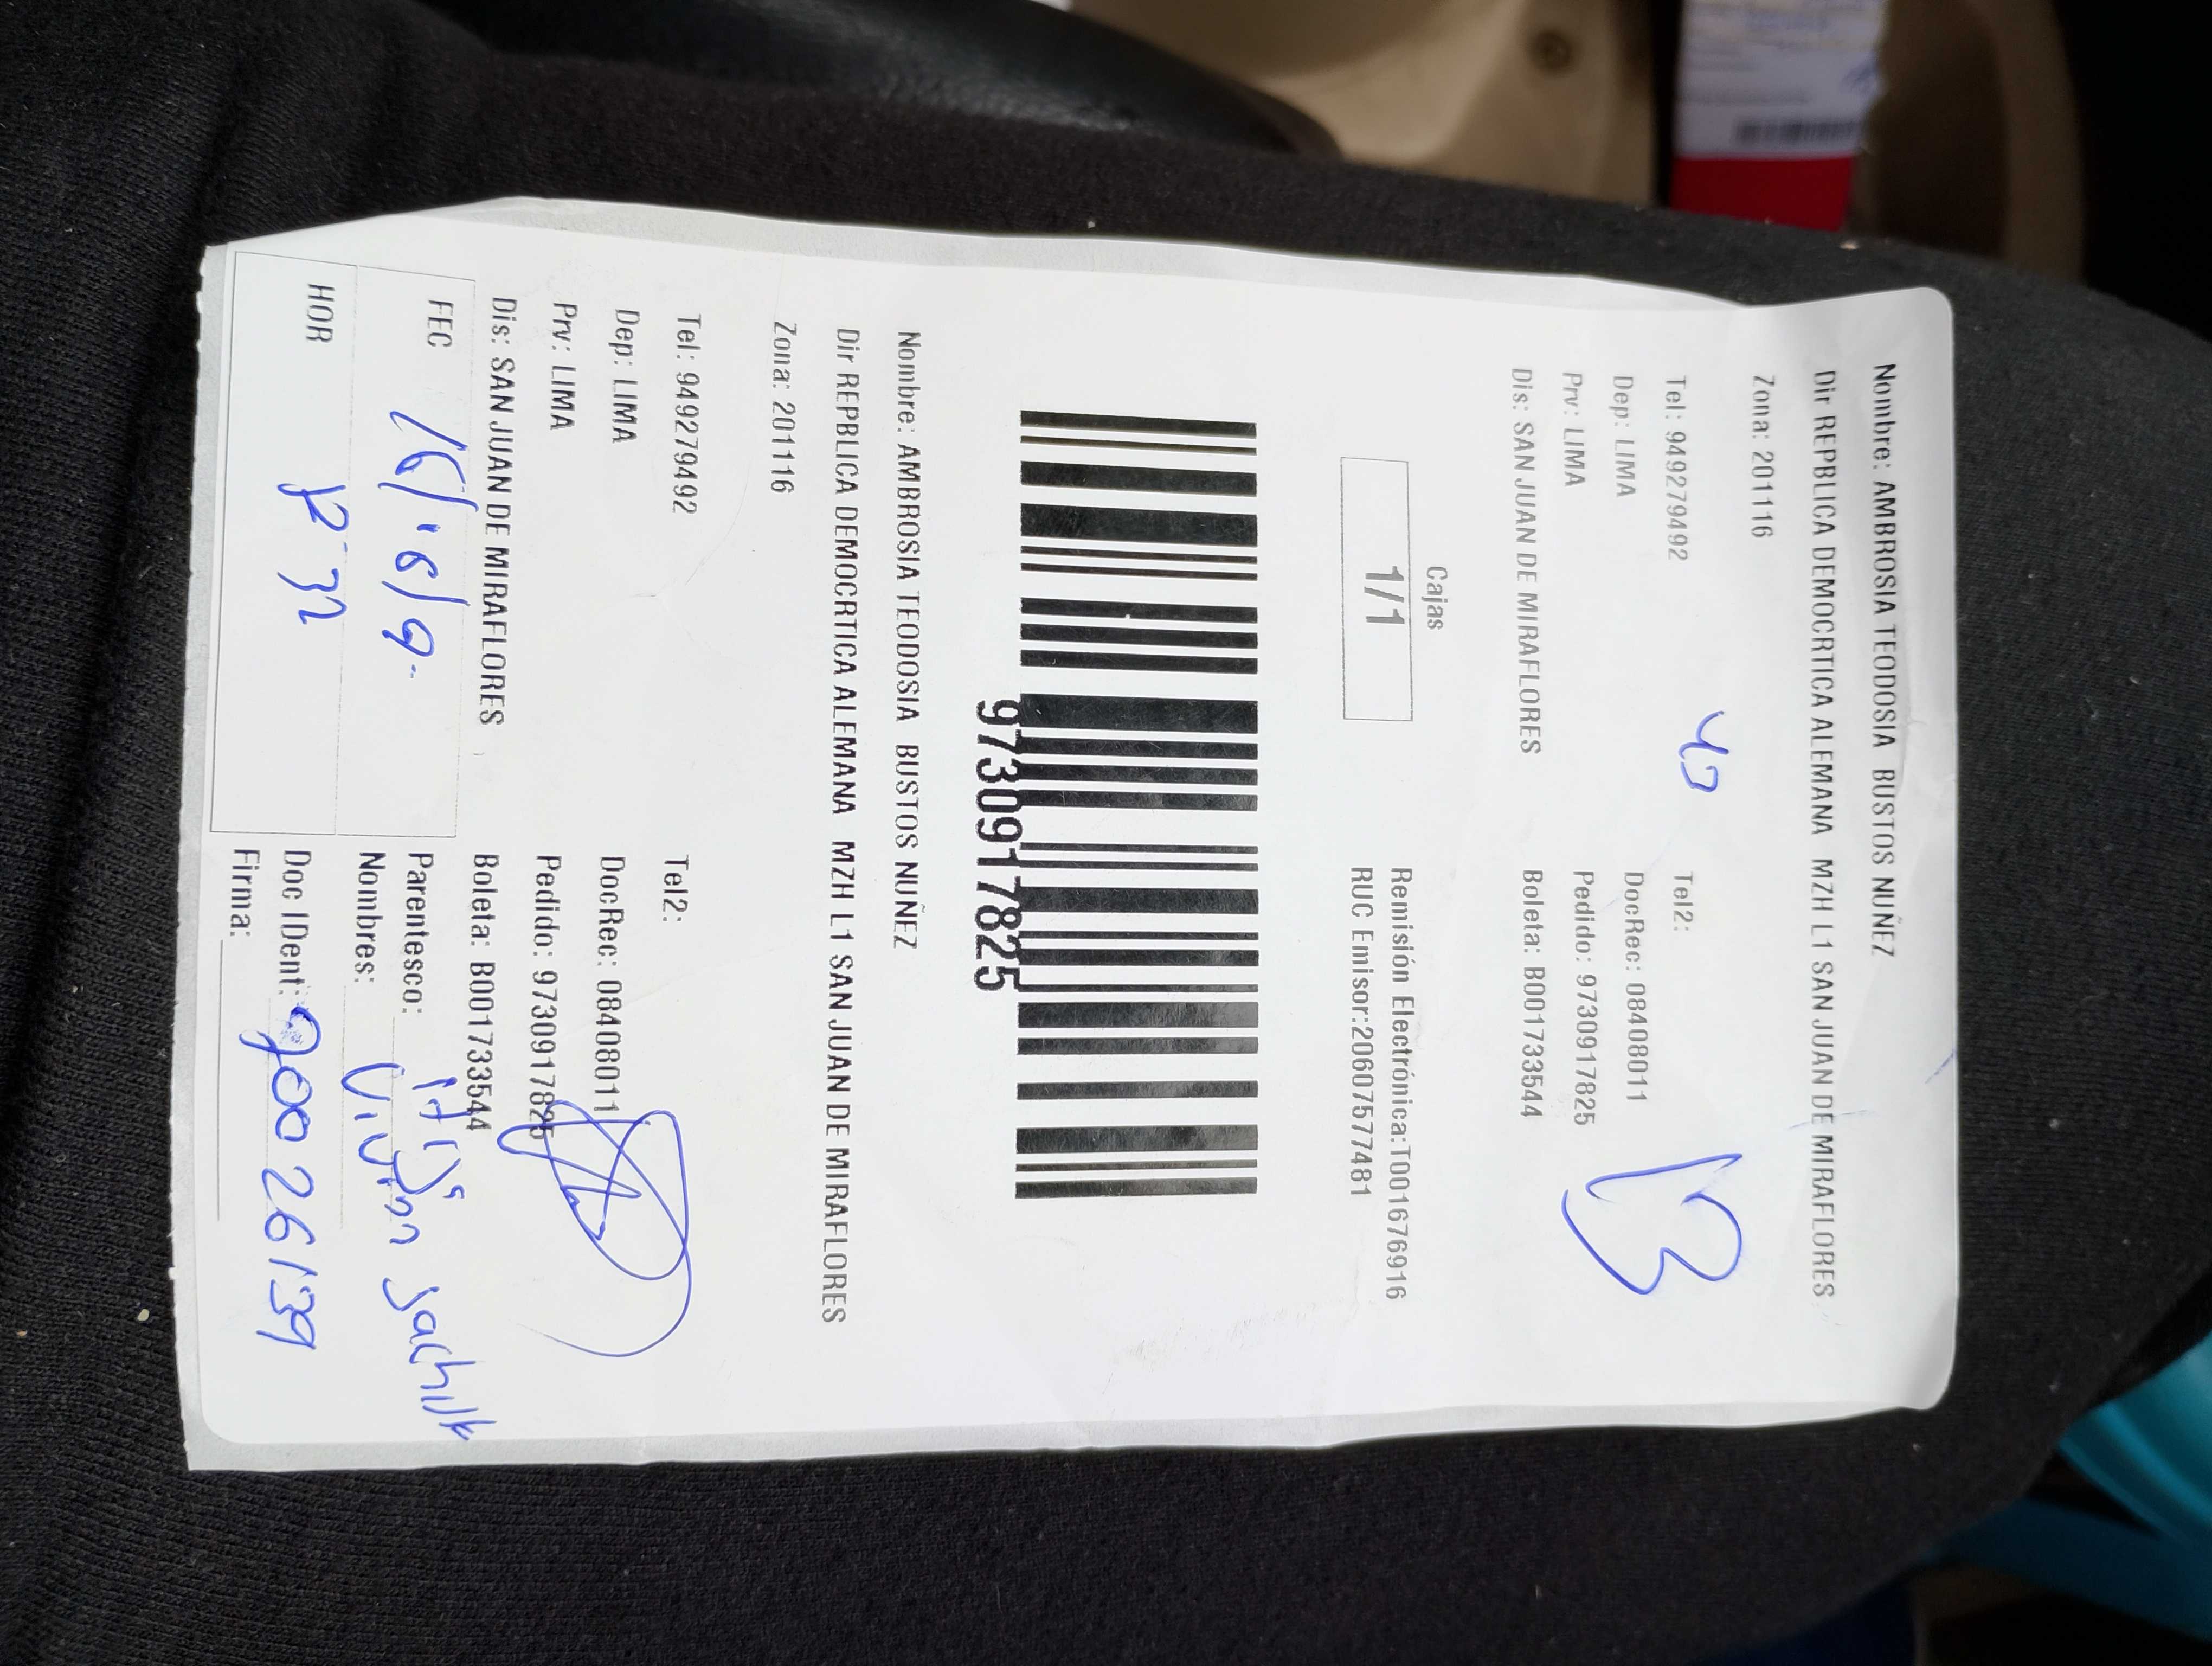 Nombre: AMBROSIA TEODOSIA BUSTOS NUÑEZ
Dir REPBLICA DEMOCRTICA ALEMANA MZH L1 SAN JUAN DE MIRAFLORES
Zona: 201116
Tel: 949279492 Tel2:
Dep: LIMA DocRec: 08408011
Prv: LIMA Pedido: 9730917825
Dis: SAN JUAN DE MIRAFLORES Boleta: B001733544
Cajas
1/1
Remisión Electrónica:T001676916
RUC Emisor:20607577481
9730917825
Nombre: AMBROSIA TEODOSIA BUSTOS NUÑEZ
Dir REPBLICA DEMOCRTICA ALEMANA MZH L1 SAN JUAN DE MIRAFLORES
Zona: 201116
Tel: 949279492 Tel2:
Dep: LIMA DocRec: 08408011
Prv: LIMA Pedido: 9730917825
Dis: SAN JUAN DE MIRAFLORES Boleta: B001733544
FEC Parentesco:
Nombres:
HOR Doc IDent:
Firma: